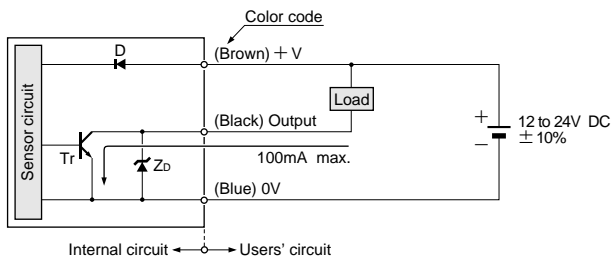 Color code
D
(Brown) + V
Load
Sensor circuit
(Black) Output
+
12 to 24V DC
± 10%
−
Tr
ZD
100mA max.
(Blue) 0V
Internal circuit
Users' circuit